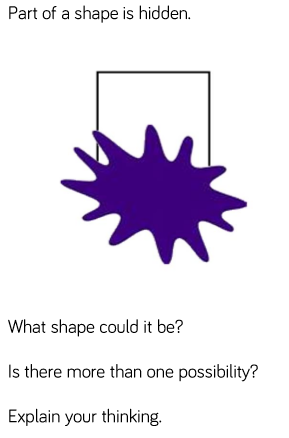 Part of a shape is hidden.
What shape could it be?
Is there more than one possibility?
Explain your thinking.